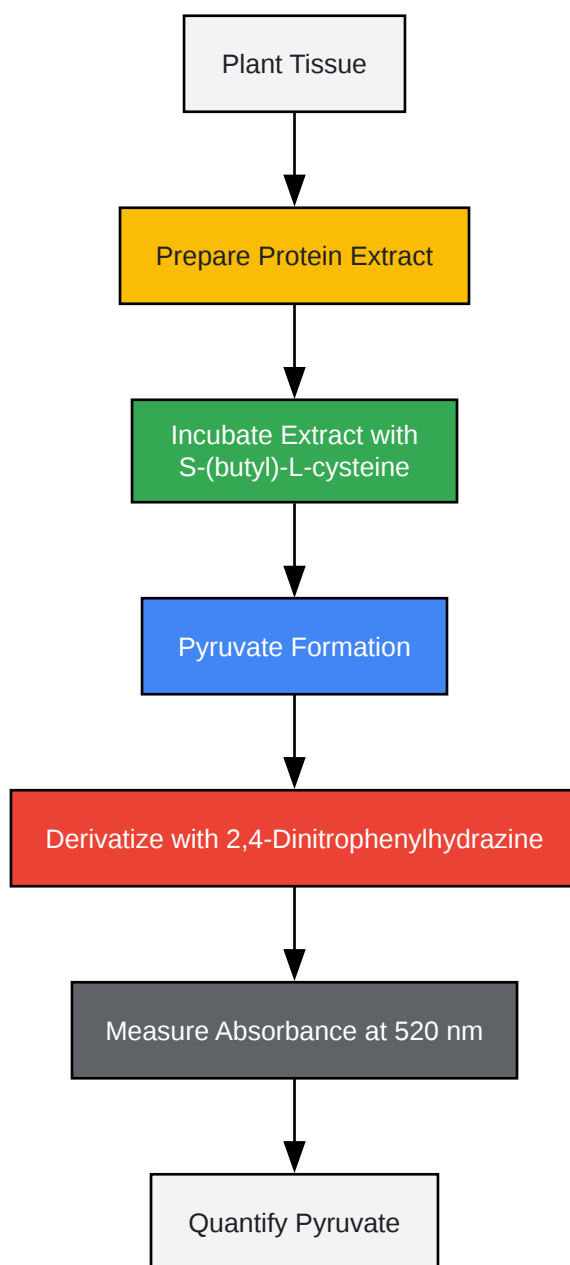 Plant Tissue
Prepare Protein Extract
Incubate Extract with
S-(butyl)-L-cysteine
Pyruvate Formation
Derivatize with 2,4-Dinitrophenylhydrazine
Measure Absorbance at 520 nm
Quantify Pyruvate